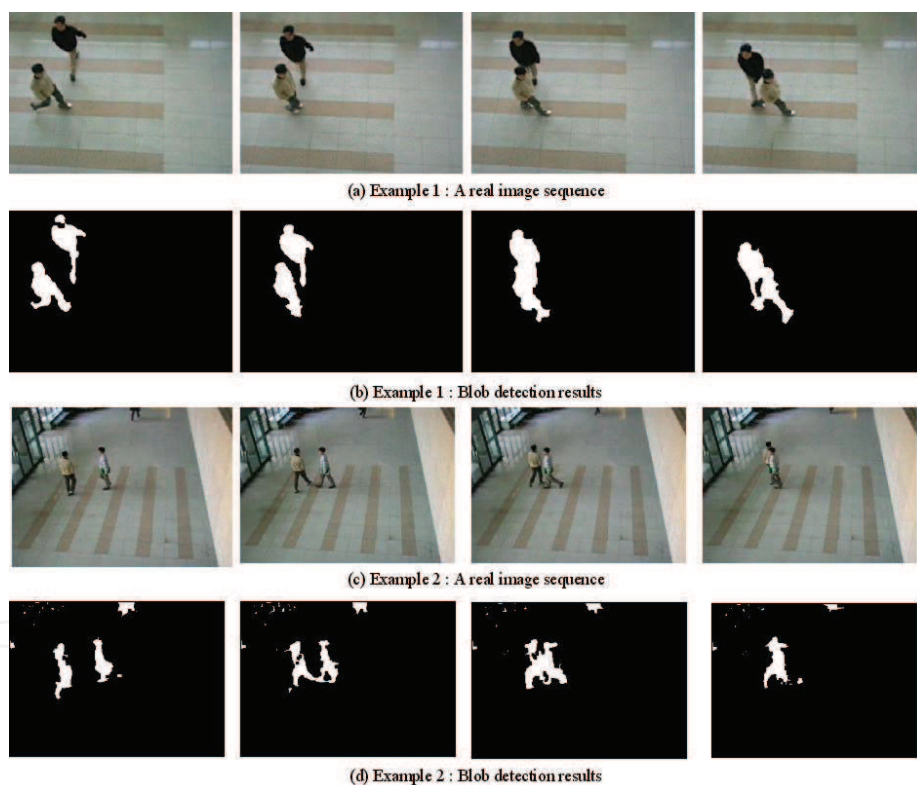 (a) Example 1 : A real image sequence
(b) Example 1 : Blob detection results
(c) Example 2 : A real image sequence
(d) Example 2 : Blob detection results